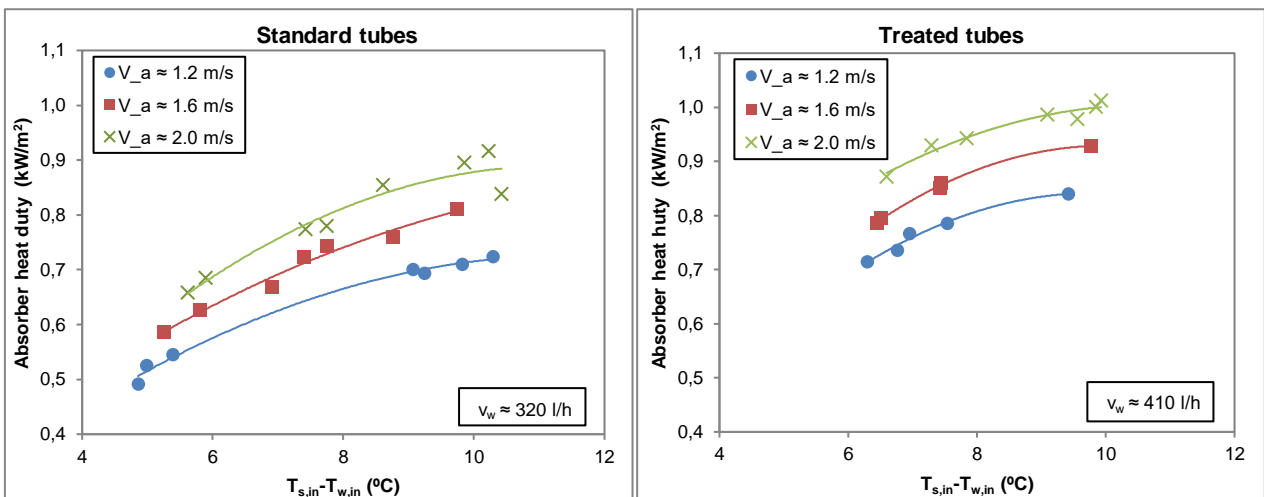 Standard tubes
1,1
1,0
0,9
0,8
0,7
0,6
0,5
0,4
Absorber heat duty (kW/m²)
V_a ≈ 1.2 m/s
V_a ≈ 1.6 m/s
V_a ≈ 2.0 m/s
v_w ≈ 320 l/h
4 6 8 10 12
T_s,in-T_w,in (ºC)
Treated tubes
1,1
1,0
0,9
0,8
0,7
0,6
0,5
0,4
Absorber heat huty (kW/m²)
V_a ≈ 1.2 m/s
V_a ≈ 1.6 m/s
V_a ≈ 2.0 m/s
v_w ≈ 410 l/h
4 6 8 10 12
T_s,in-T_w,in (ºC)